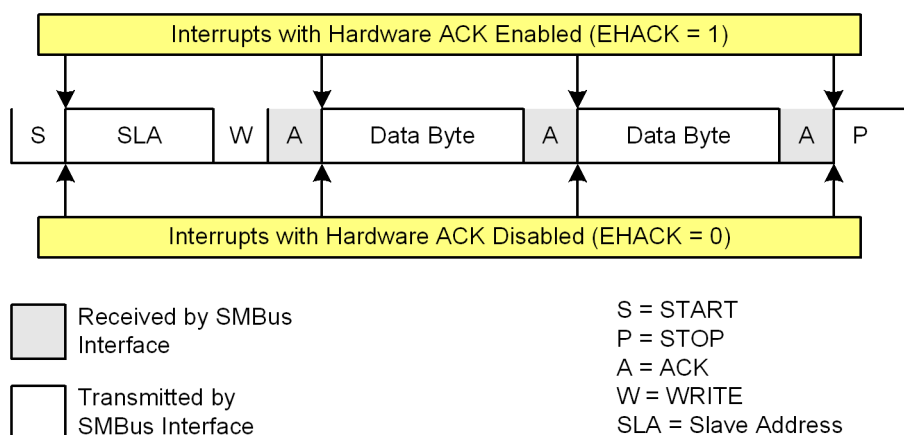 Interrupts with Hardware ACK Enabled (EHACK = 1)
S SLA W A Data Byte A Data Byte A P
Interrupts with Hardware ACK Disabled (EHACK = 0)
Received by SMBus
Interface
Transmitted by
SMBus Interface
S = START
P = STOP
A = ACK
W = WRITE
SLA = Slave Address